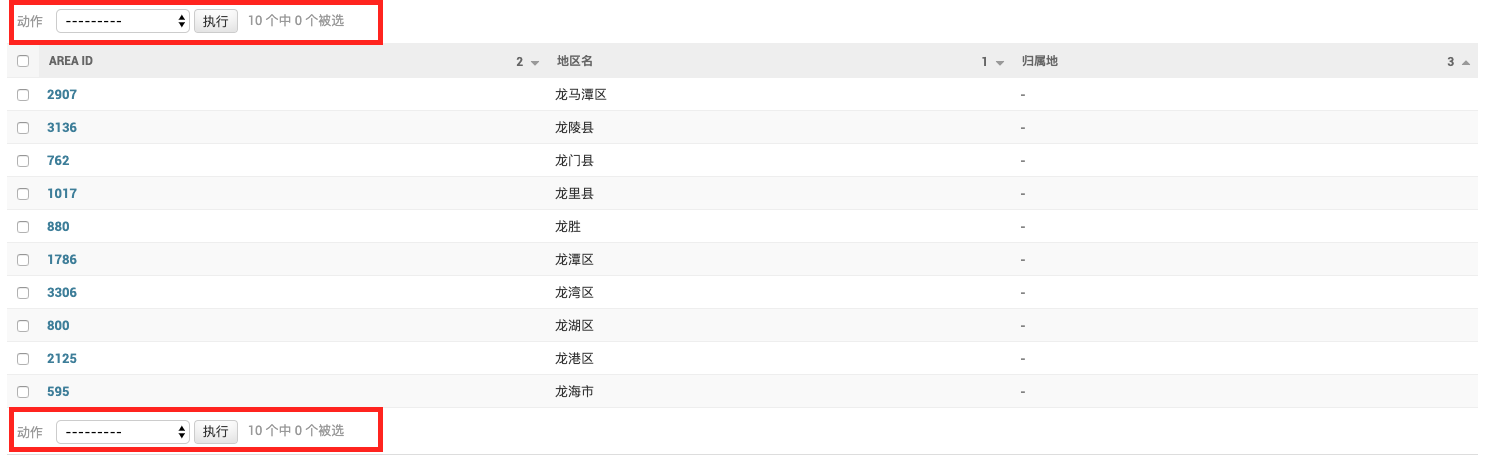 动作 --------- 执行 10 个中 0 个被选
AREA ID 2 地区名 1 归属地 3
2907 龙马潭区 -
3136 龙陵县 -
762 龙门县 -
1017 龙里县 -
880 龙胜 -
1786 龙潭区 -
3306 龙湾区 -
800 龙湖区 -
2125 龙港区 -
595 龙海市 -
动作 --------- 执行 10 个中 0 个被选